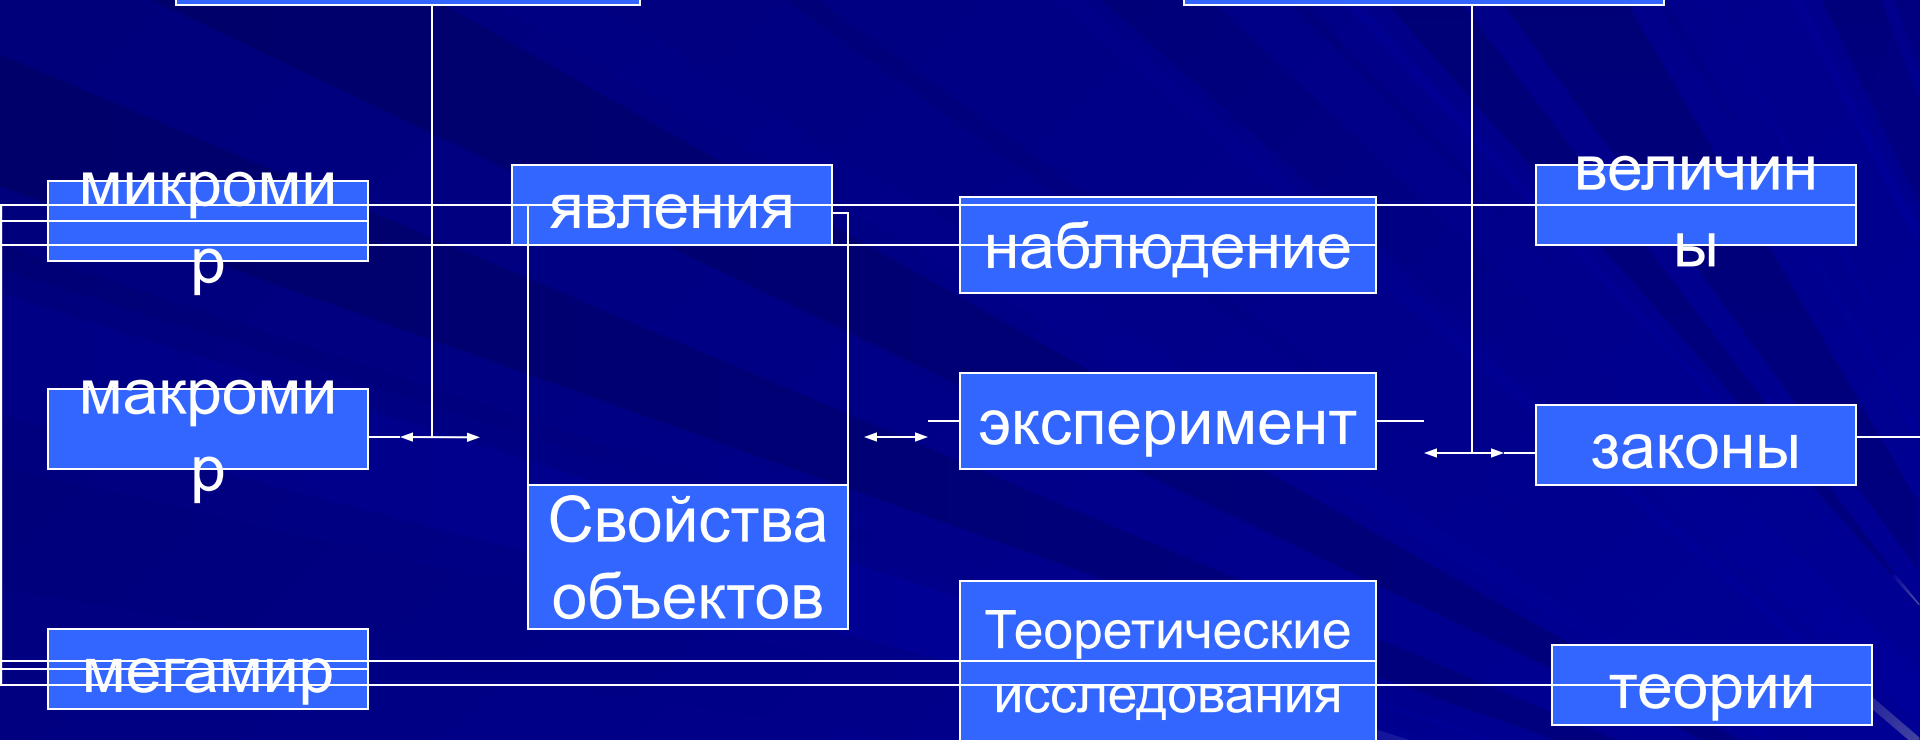 микроми
р
макроми
р
мегамир
явления
Свойства
объектов
наблюдение
эксперимент
Теоретические
исследования
величин
ы
законы
теории